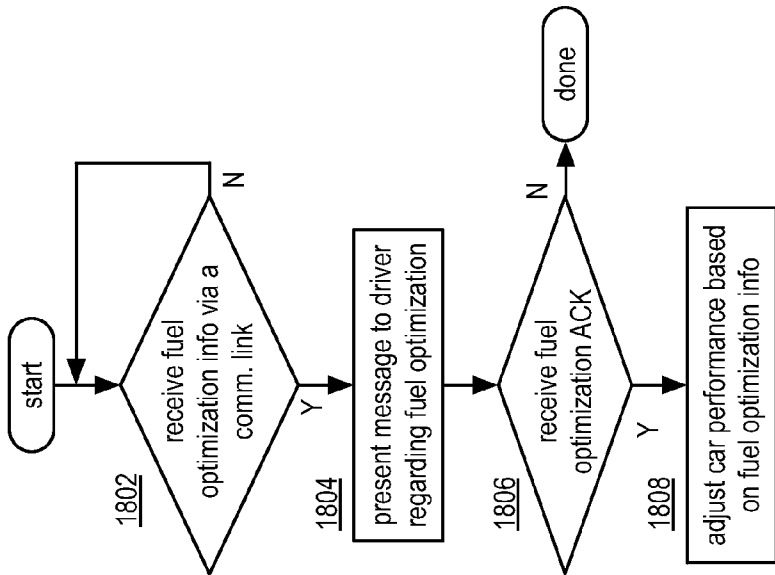 start
1802
receive fuel
optimization info via a
comm. link
N
Y
1804
present message to driver
regarding fuel optimization
1806
receive fuel
optimization ACK
N
done
Y
1808
adjust car performance based
on fuel optimization info